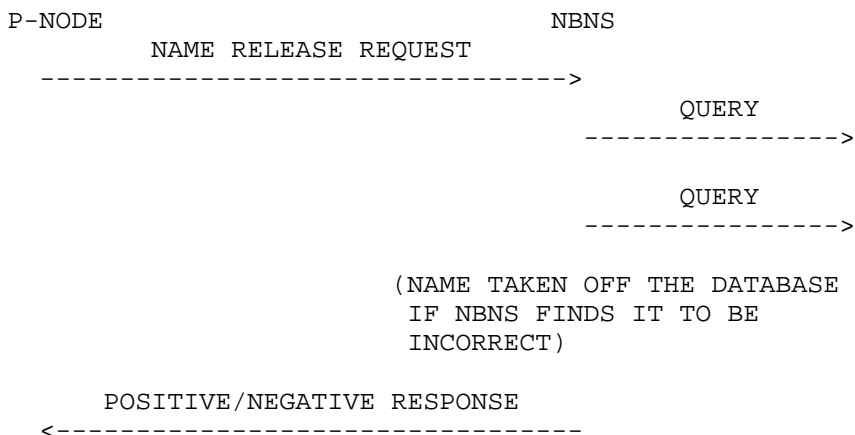 P-NODE NBNS
NAME RELEASE REQUEST
---------------------------------->
QUERY
---------------->
QUERY
---------------->
(NAME TAKEN OFF THE DATABASE
IF NBNS FINDS IT TO BE
INCORRECT)
POSITIVE/NEGATIVE RESPONSE
<---------------------------------